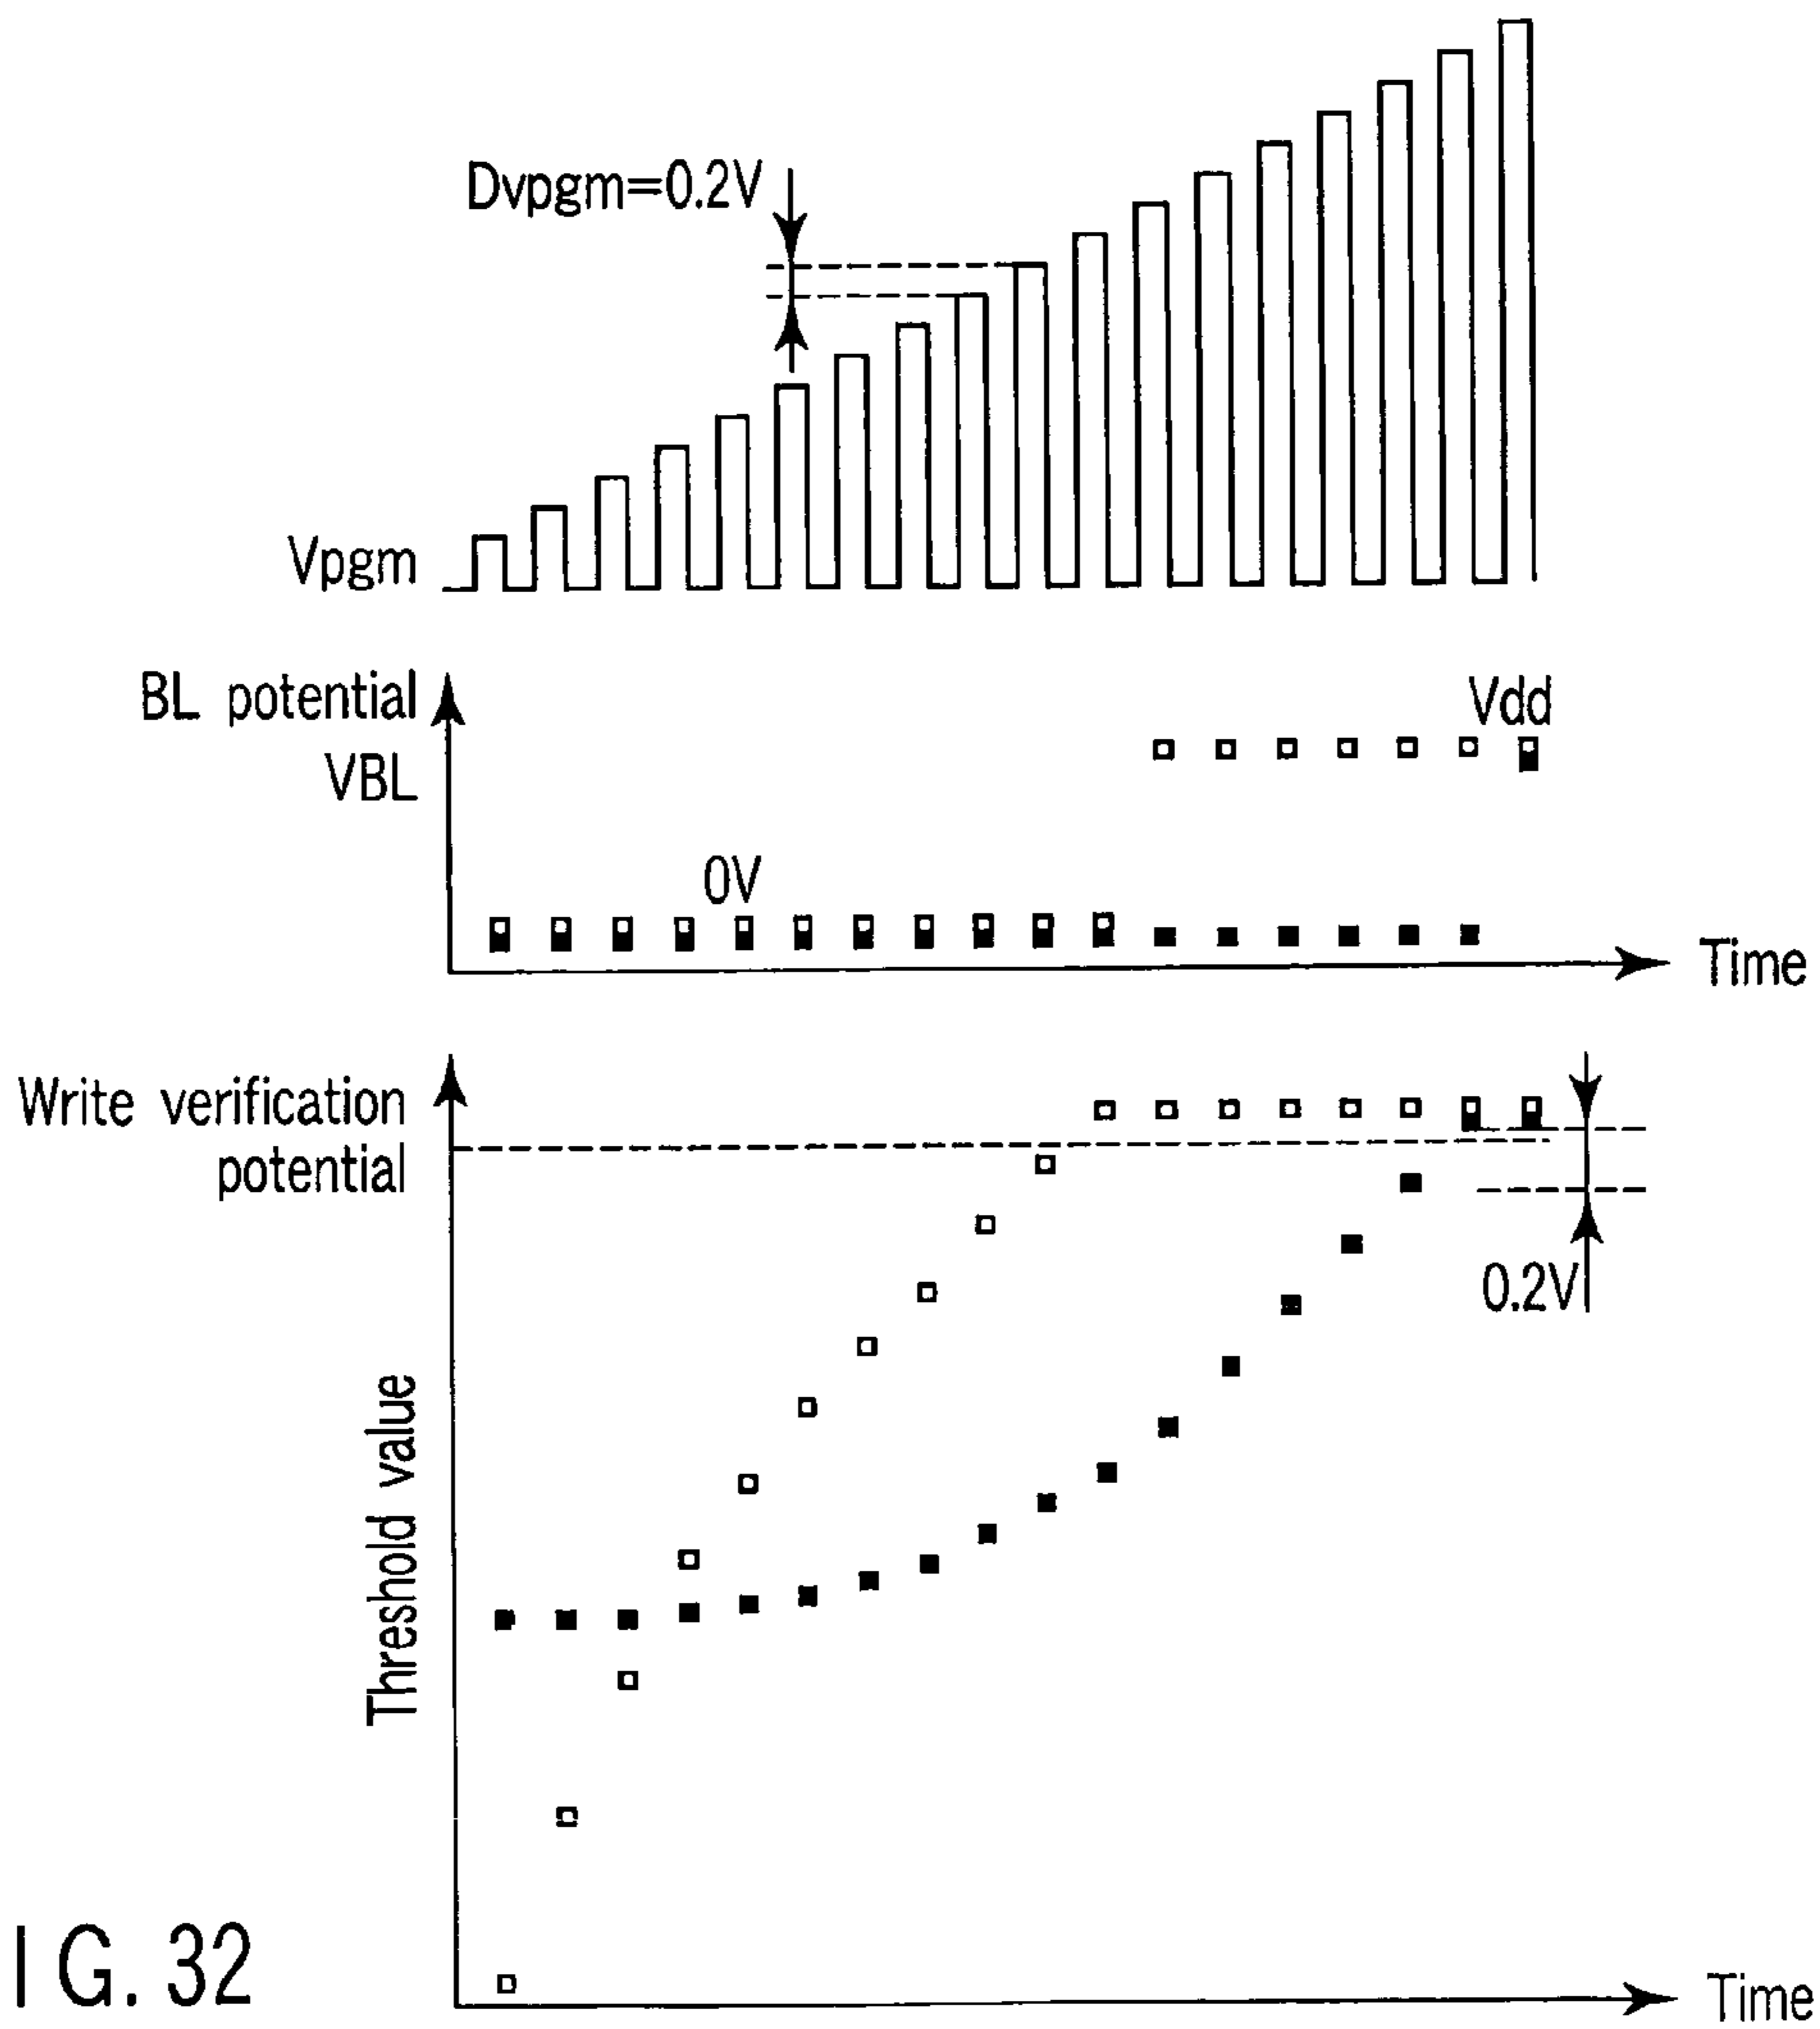 Dvpgm=0.2V
Vpgm
BL potential
VBL
Vdd
0V
Time
Write verification
potential
0.2V
Threshold value
Time
I G. 32